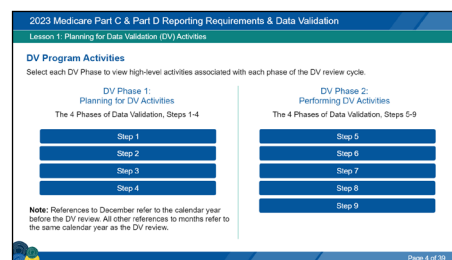 2023 Medicare Part C & Part D Reporting Requirements & Data Validation
Lesson 1: Planning for Data Validation (DV) Activities
DV Program Activities
Select each DV Phase to view high-level activities associated with each phase of the DV review cycle.
DV Phase 1:
Planning for DV Activities
The 4 Phases of Data Validation, Steps 1-4
Step 1
Step 2
Step 3
Step 4
Note: References to December refer to the calendar year
before the DV review. All other references to months refer to
the same calendar year as the DV review.
DV Phase 2:
Performing DV Activities
The 4 Phases of Data Validation, Steps 5-9
Step 5
Step 6
Step 7
Step 8
Step 9
Page 4 of 39